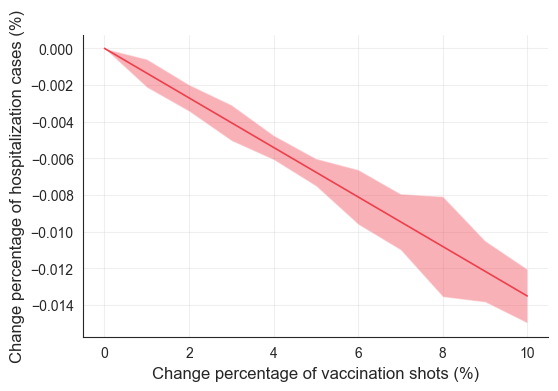 Change percentage of hospitalization cases (%)
0.000
−0.002
−0.004
−0.006
−0.008
−0.010
−0.012
−0.014
0 2 4 6 8 10
Change percentage of vaccination shots (%)